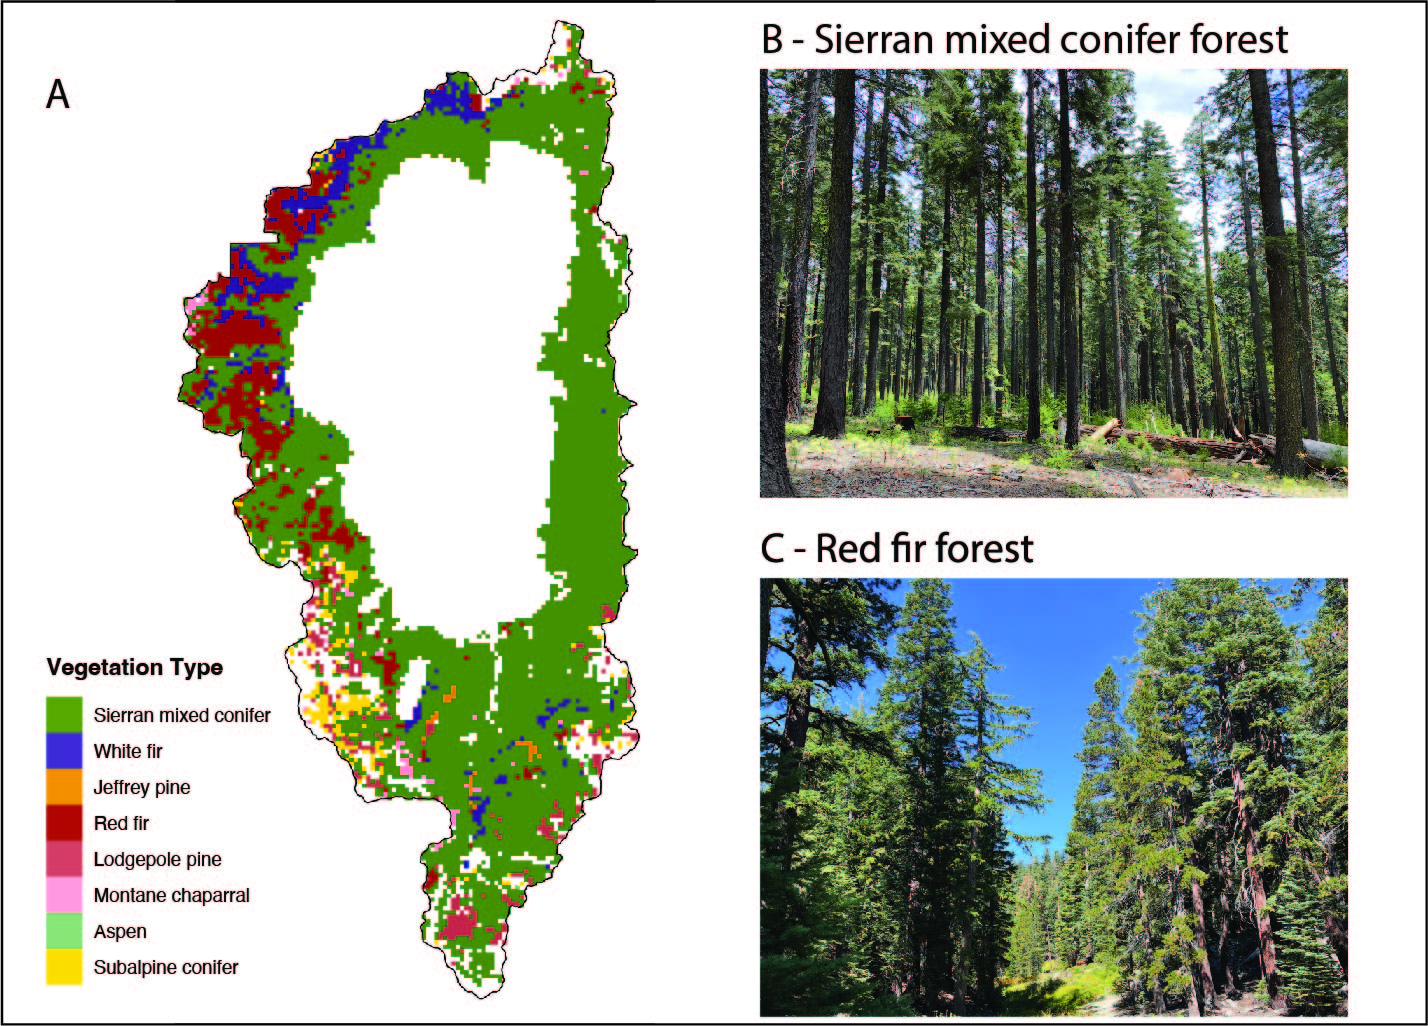 A
Vegetation Type
Sierran mixed conifer
White fir
Jeffrey pine
Red fir
Lodgepole pine
Montane chaparral
Aspen
Subalpine conifer
B - Sierran mixed conifer forest
C - Red fir forest